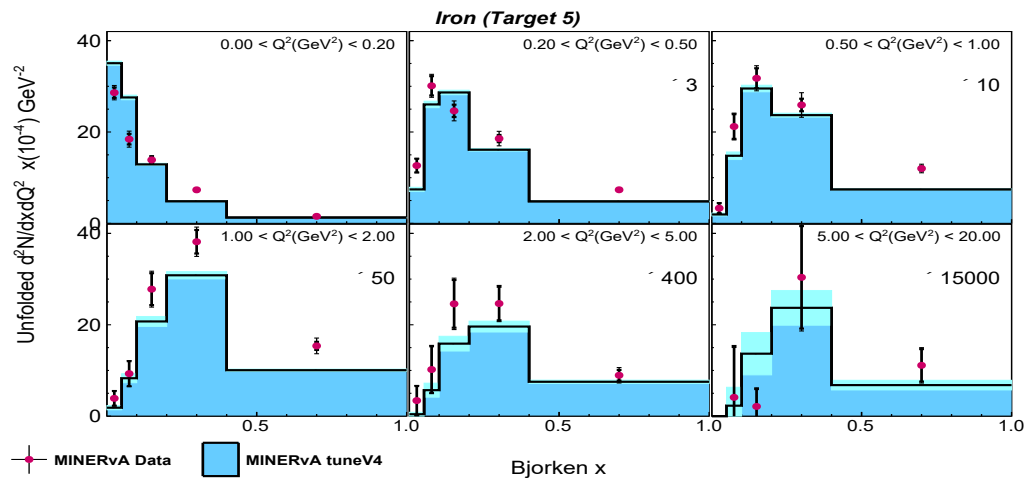 Iron (Target 5)
Unfolded d²N/dxdQ² x(10⁻⁴) GeV⁻²
40
20
0
0.00 < Q²(GeV²) < 0.20
0.20 < Q²(GeV²) < 0.50
´ 3
0.50 < Q²(GeV²) < 1.00
´ 10
40
20
0
1.00 < Q²(GeV²) < 2.00
´ 50
2.00 < Q²(GeV²) < 5.00
´ 400
5.00 < Q²(GeV²) < 20.00
´ 15000
0.5 1.0 0.5 1.0 0.5 1.0
MINERvA Data MINERvA tuneV4
Bjorken x